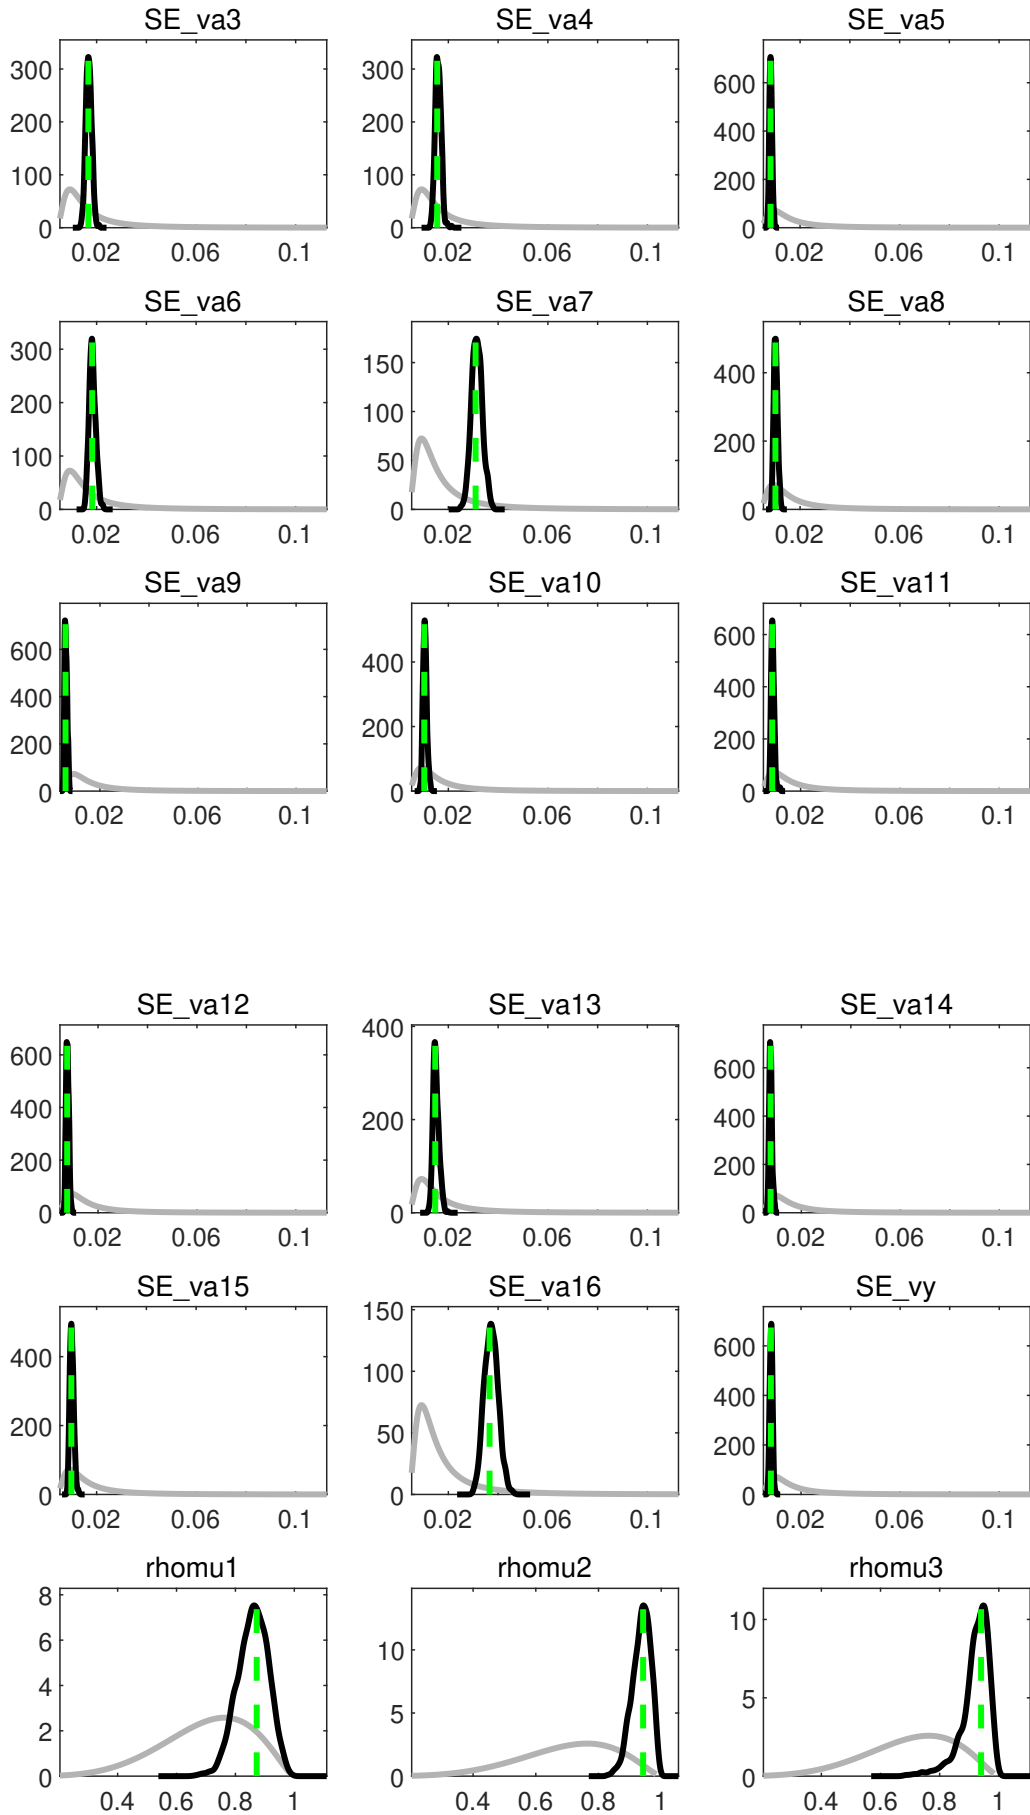 SE_va3 SE_va4 SE_va5
300 300 600
200 200 400
100 100 200
0 0 0
0.02 0.06 0.1 0.02 0.06 0.1 0.02 0.06 0.1
SE_va6 SE_va7 SE_va8
300 150 400
200 100 200
100 50
0 0 0
0.02 0.06 0.1 0.02 0.06 0.1 0.02 0.06 0.1
SE_va9 SE_va10 SE_va11
600 400 600
400 200 400
200 200
0 0 0
0.02 0.06 0.1 0.02 0.06 0.1 0.02 0.06 0.1
SE_va12 SE_va13 SE_va14
600 400 600
400 200 400
200 200
0 0 0
0.02 0.06 0.1 0.02 0.06 0.1 0.02 0.06 0.1
SE_va15 SE_va16 SE_vy
400 150 600
200 100 400
50 200
0 0 0
0.02 0.06 0.1 0.02 0.06 0.1 0.02 0.06 0.1
rhomu1 rhomu2 rhomu3
8 10 10
6 5 5
4
2
0 0 0
0.4 0.6 0.8 1 0.4 0.6 0.8 1 0.4 0.6 0.8 1